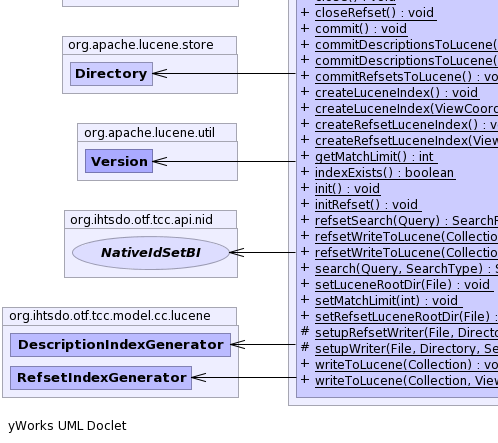 org.apache.lucene.store
Directory
org.apache.lucene.util
Version
org.ihtsdo.otf.tcc.api.nid
NativeIdSetBI
org.ihtsdo.otf.tcc.model.cc.lucene
DescriptionIndexGenerator
RefsetIndexGenerator
+ closeRefset() : void
+ commit() : void
+ commitDescriptionsToLucene(
+ commitDescriptionsToLucene(
+ commitRefsetsToLucene() : vo
+ createLuceneIndex() : void
+ createLuceneIndex(ViewCoor
+ createRefsetLuceneIndex() : v
+ createRefsetLuceneIndex(View
+ getMatchLimit() : int
+ indexExists() : boolean
+ init() : void
+ initRefset() : void
+ refsetSearch(Query) : SearchR
+ refsetWriteToLucene(Collection
+ refsetWriteToLucene(Collection
+ search(Query, SearchType) : S
+ setLuceneRootDir(File) : void
+ setMatchLimit(int) : void
+ setRefsetLuceneRootDir(File) :
# setupRefsetWriter(File, Directo
# setupWriter(File, Directory, Se
+ writeToLucene(Collection) : vo
+ writeToLucene(Collection, View
yWorks UML Doclet